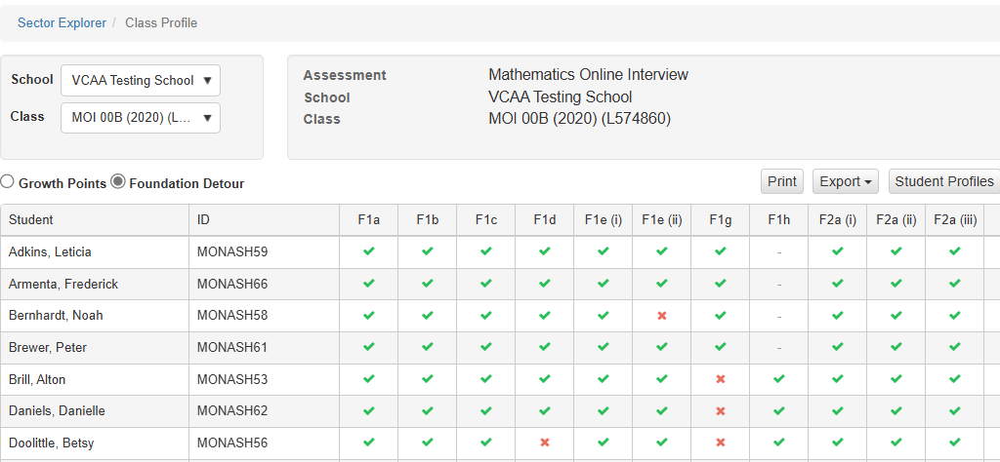 Sector Explorer / Class Profile
School VCAA Testing School ▼
Class MOI 00B (2020) (L... ▼
Assessment Mathematics Online Interview
School VCAA Testing School
Class MOI 00B (2020) (L574860)
Growth Points Foundation Detour Print Export Student Profiles
Student ID F1a F1b F1c F1d F1e (i) F1e (ii) F1g F1h F2a (i) F2a (ii) F2a (iii)
Adkins, Leticia MONASH59 ✔ ✔ ✔ ✔ ✔ ✔ ✔ - ✔ ✔ ✔
Armenta, Frederick MONASH66 ✔ ✔ ✔ ✔ ✔ ✔ ✔ - ✔ ✔ ✔
Bernhardt, Noah MONASH58 ✔ ✔ ✔ ✔ ✔ ✖ ✔ - ✔ ✔ ✔
Brewer, Peter MONASH61 ✔ ✔ ✔ ✔ ✔ ✔ ✔ - ✔ ✔ ✔
Brill, Alton MONASH53 ✔ ✔ ✔ ✔ ✔ ✔ ✖ ✔ ✔ ✔ ✔
Daniels, Danielle MONASH62 ✔ ✔ ✔ ✔ ✔ ✔ ✖ ✔ ✔ ✔ ✔
Doolittle, Betsy MONASH56 ✔ ✔ ✔ ✖ ✔ ✔ ✖ ✔ ✔ ✔ ✔